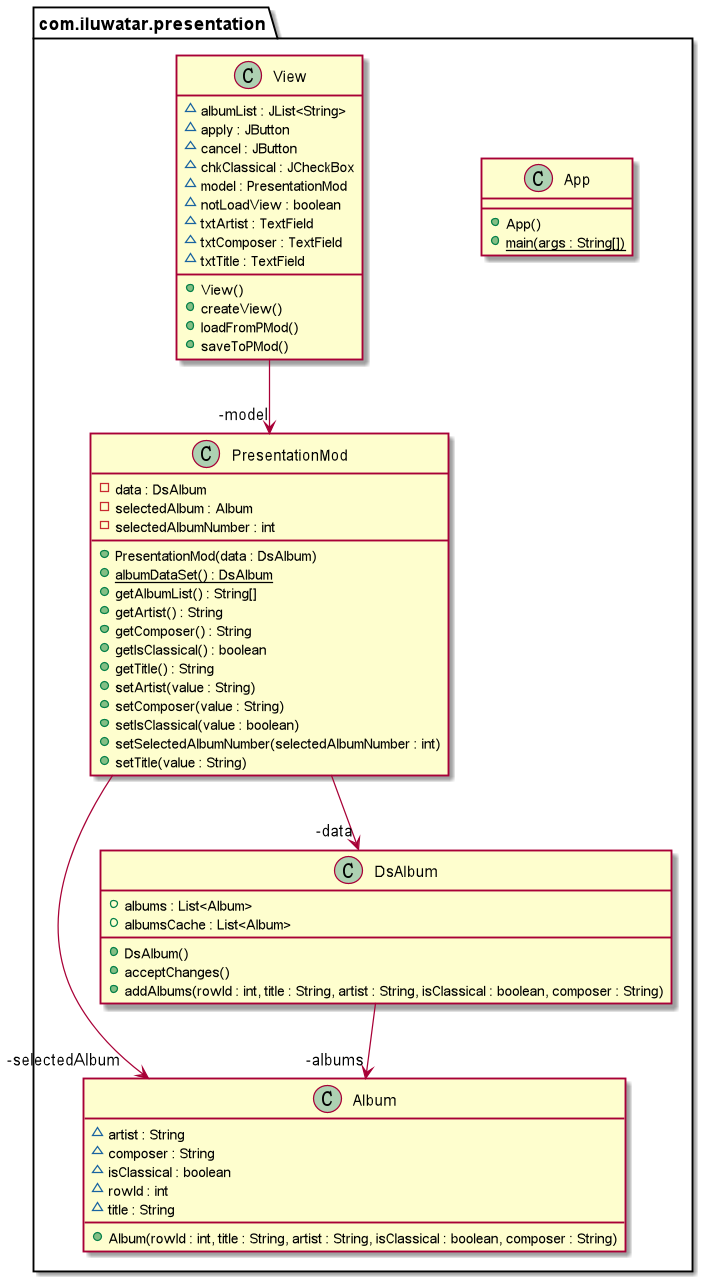 com.iluwatar.presentation
C View
albumList : JList<String>
apply : JButton
cancel : JButton
chkClassical : JCheckBox
model : PresentationMod
notLoadView : boolean
txtArtist : TextField
txtComposer : TextField
txtTitle : TextField
View()
createView()
loadFromPMod()
saveToPMod()
C App
App()
main(args : String[])
-model
C PresentationMod
data : DsAlbum
selectedAlbum : Album
selectedAlbumNumber : int
PresentationMod(data : DsAlbum)
albumDataSet() : DsAlbum
getAlbumList() : String[]
getArtist() : String
getComposer() : String
getIsClassical() : boolean
getTitle() : String
setArtist(value : String)
setComposer(value : String)
setIsClassical(value : boolean)
setSelectedAlbumNumber(selectedAlbumNumber : int)
setTitle(value : String)
-data
C DsAlbum
albums : List<Album>
albumsCache : List<Album>
DsAlbum()
acceptChanges()
addAlbums(rowId : int, title : String, artist : String, isClassical : boolean, composer : String)
-selectedAlbum
-albums
C Album
artist : String
composer : String
isClassical : boolean
rowId : int
title : String
Album(rowId : int, title : String, artist : String, isClassical : boolean, composer : String)